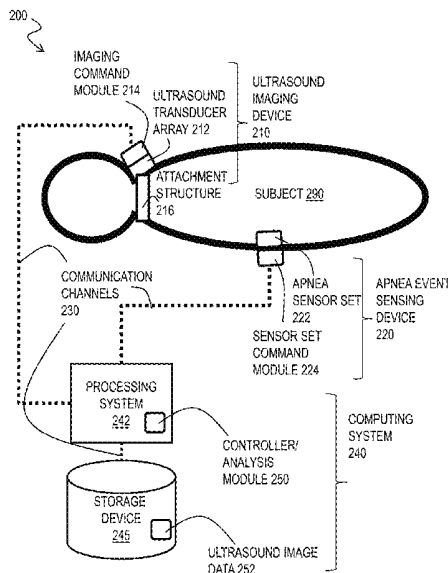 200
IMAGING
COMMAND
MODULE 214
ULTRASOUND
TRANSDUCER
ARRAY 212
ULTRASOUND
IMAGING
DEVICE
210
ATTACHMENT
STRUCTURE
216
SUBJECT 290
COMMUNICATION
CHANNELS
230
APNEA
SENSOR SET
222
SENSOR SET
COMMAND
MODULE 224
APNEA EVENT
SENSING
DEVICE
220
PROCESSING
SYSTEM
242
CONTROLLER/
ANALYSIS
MODULE 250
COMPUTING
SYSTEM
240
STORAGE
DEVICE
245
ULTRASOUND IMAGE
DATA 252